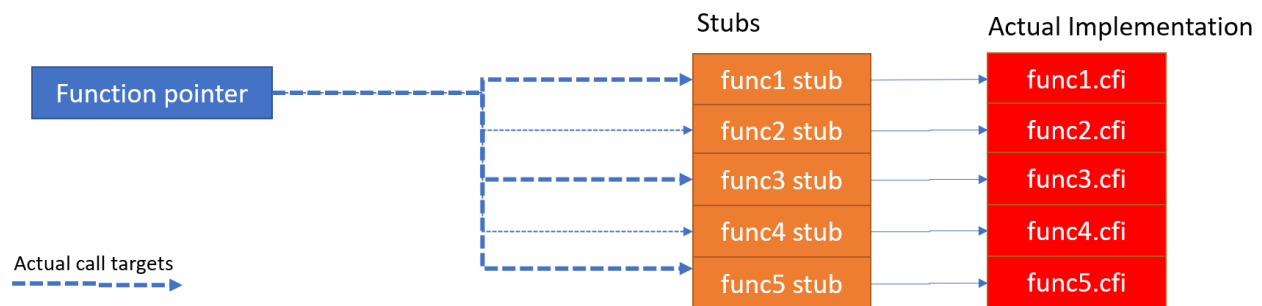 Stubs
Actual Implementation
Function pointer
func1 stub
func1.cfi
func2 stub
func2.cfi
func3 stub
func3.cfi
func4 stub
func4.cfi
func5 stub
func5.cfi
Actual call targets